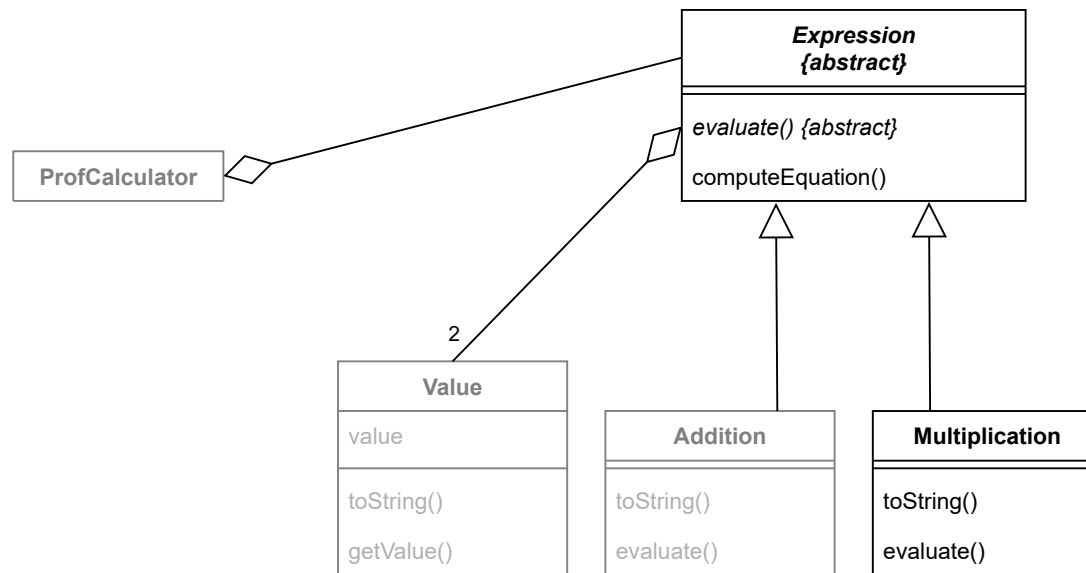 Expression
{abstract}
evaluate() {abstract}
computeEquation()
ProfCalculator
2
Value
value
toString()
getValue()
Addition
toString()
evaluate()
Multiplication
toString()
evaluate()